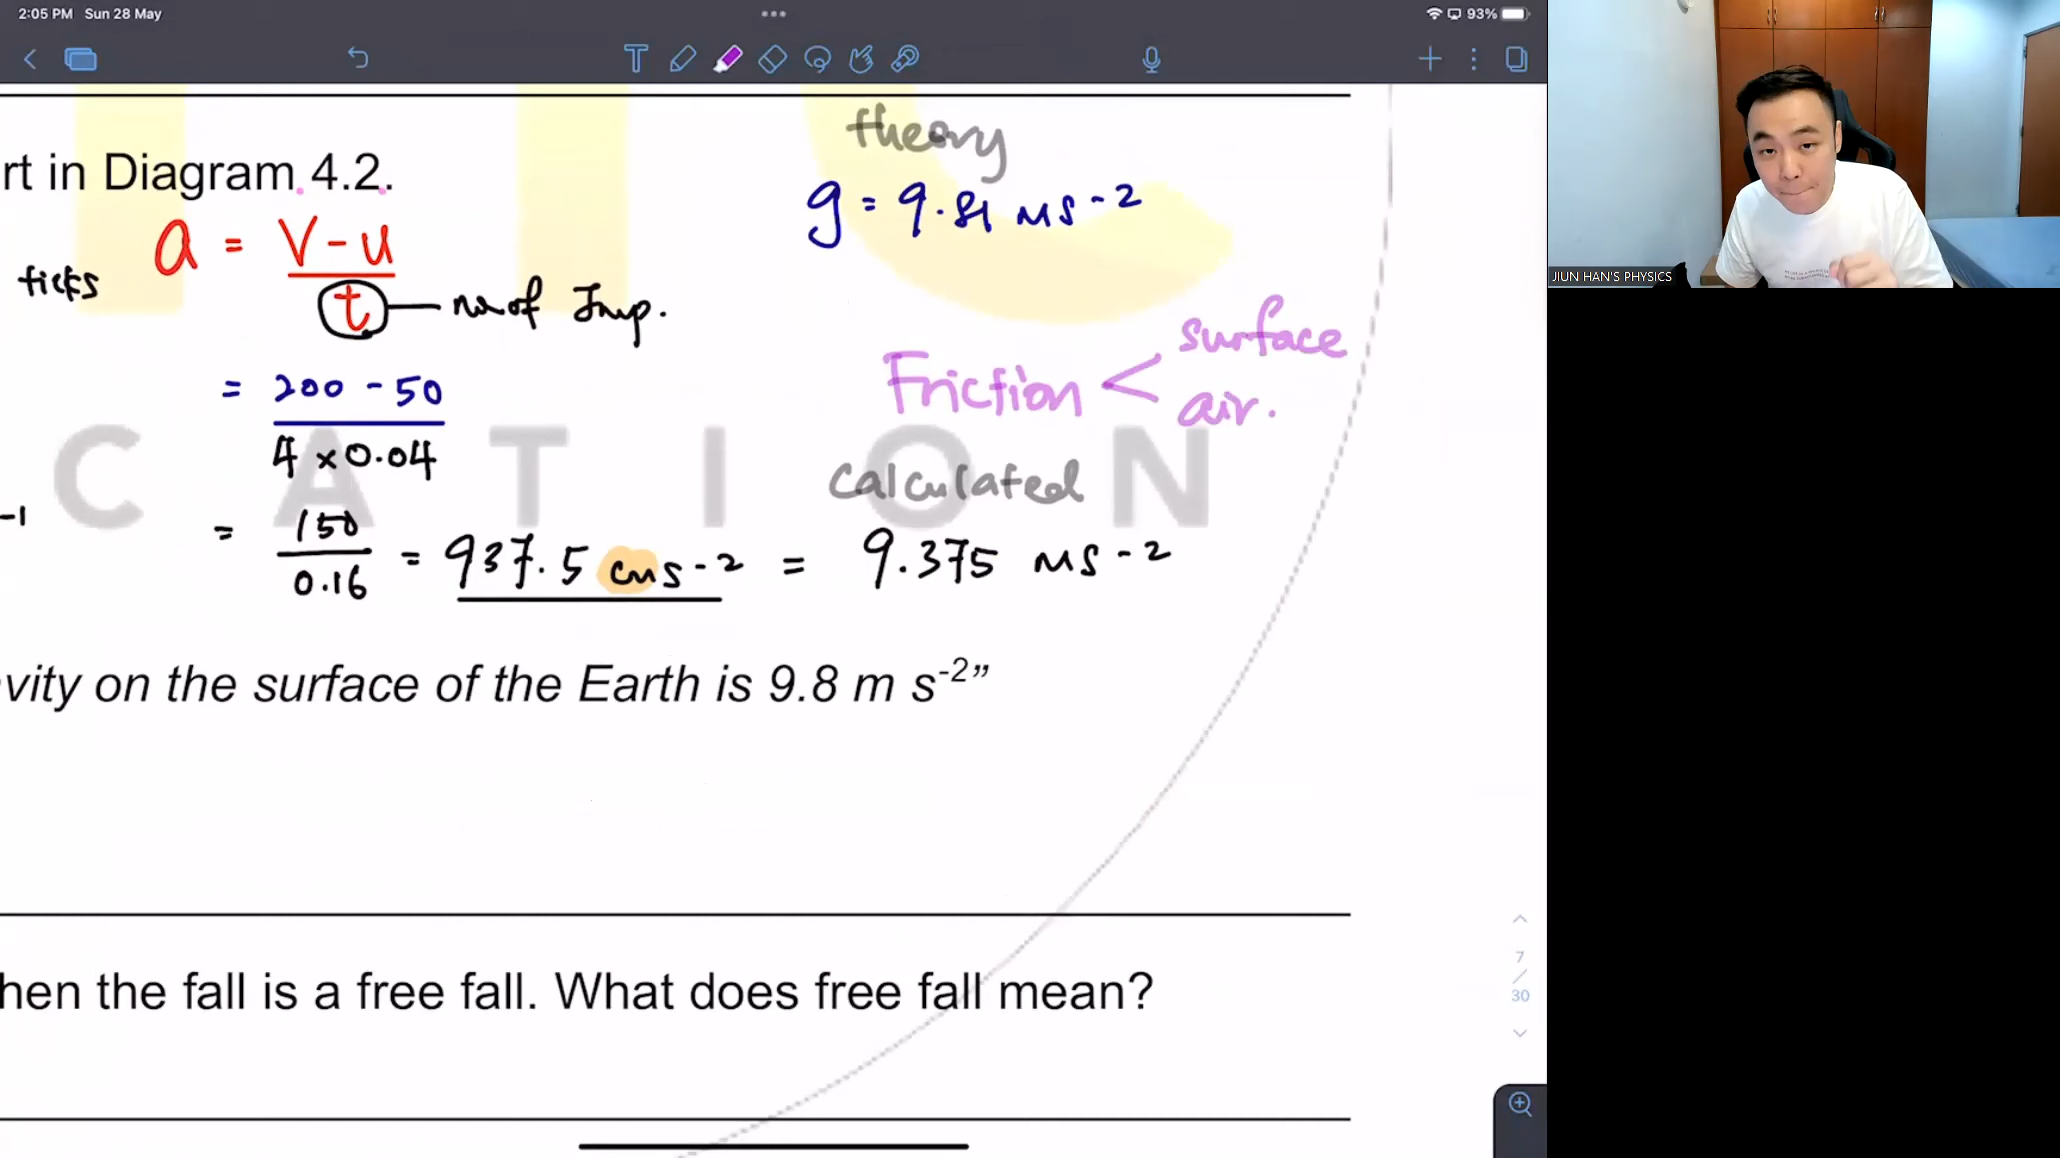 2:05 PM Sun 28 May
93%
theory
rt in Diagram 4.2.
g = 9.81 ms-2
a = v-u
ticks
t no of Jmp.
Friction < surface
air.
= 200 - 50
4 x0.04
CATION
calculated
-1
= 150
0.16
= 937.5 cms-2 = 9.375 ms-2
vity on the surface of the Earth is 9.8 m s-2”
hen the fall is a free fall. What does free fall mean?
7
/
30
JIUN HAN'S PHYSICS